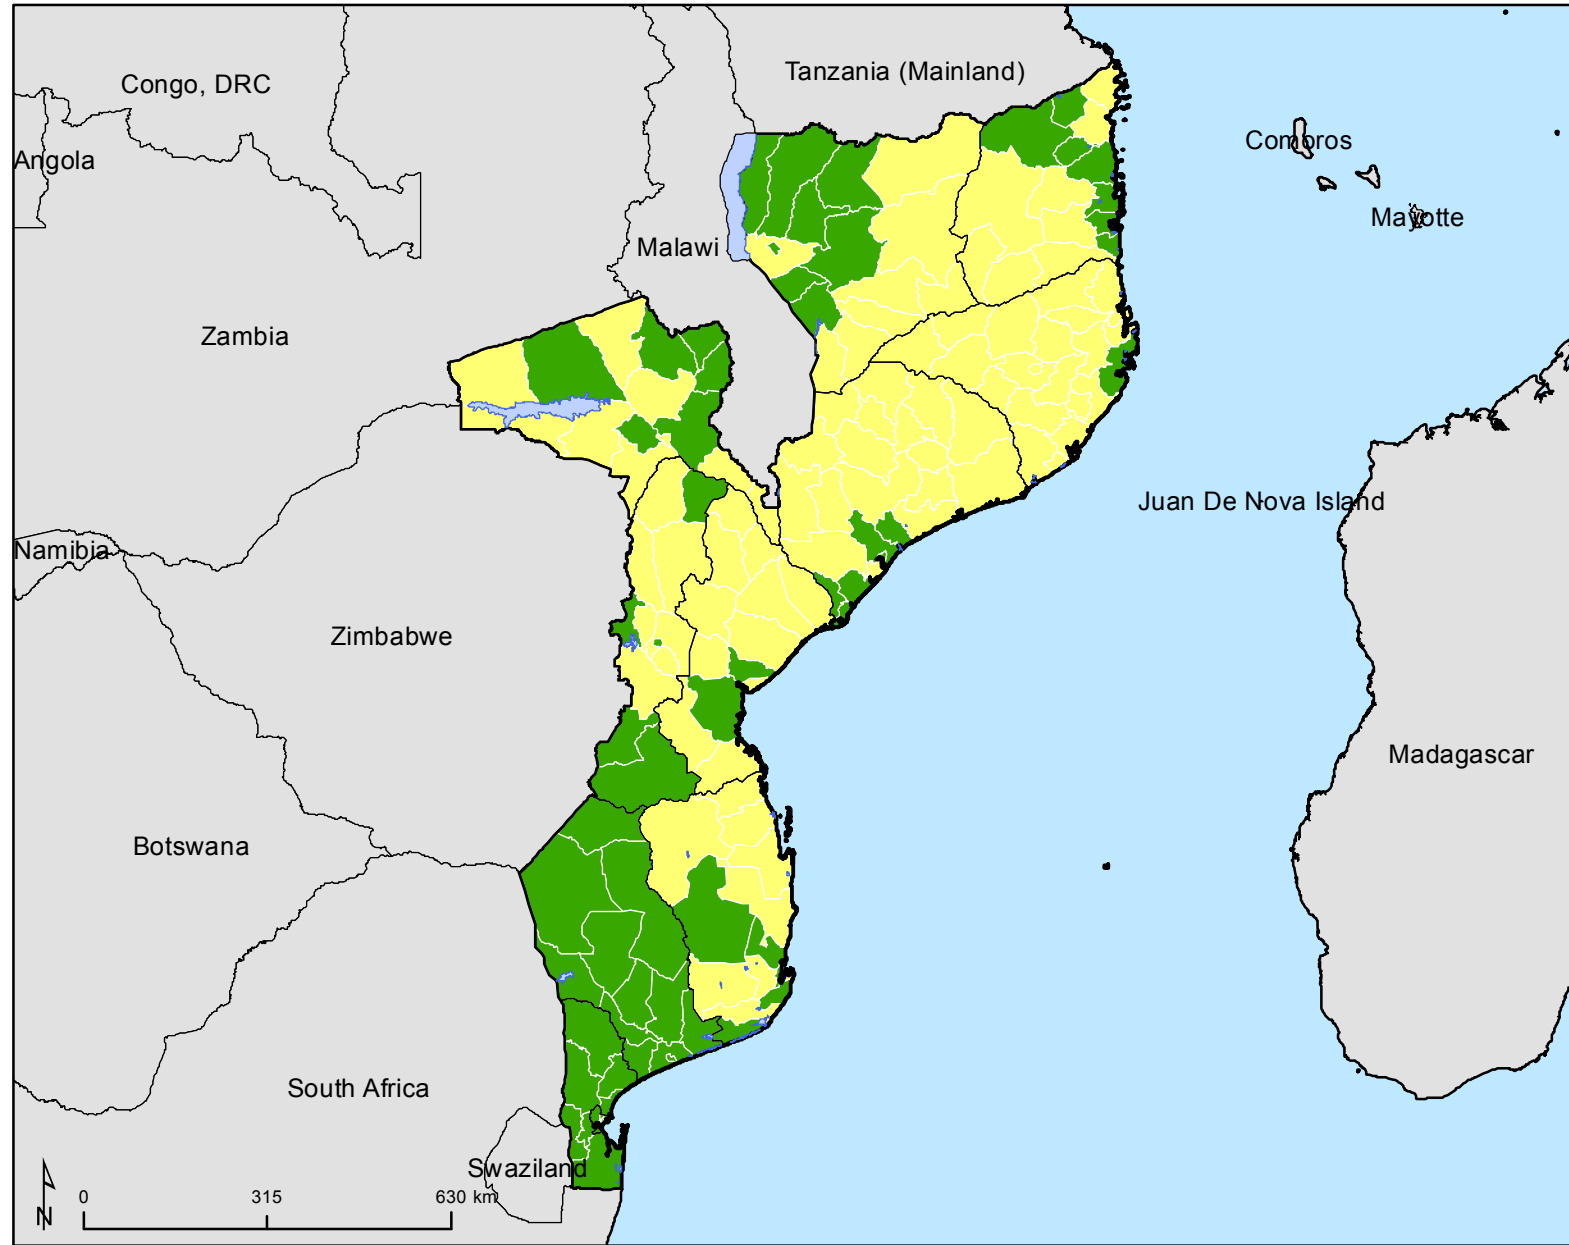 Tanzania (Mainland)
Congo, DRC
Comoros
Angola
Mayotte
Malawi
Zambia
Juan De Nova Island
Namibia
Zimbabwe
Madagascar
Botswana
South Africa
Swaziland
N
0 315 630 km